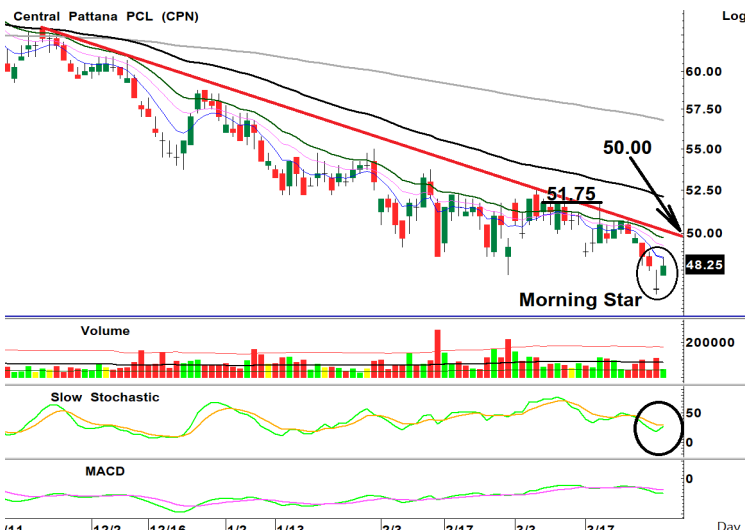 Central Pattana PCL (CPN)
Log
60.00
57.50
50.00
55.00
51.75
52.50
50.00
48.25
Morning Star
Volume
200000
Slow Stochastic
50
0
MACD
0
/11 12/2 12/16 1/2 1/13 2/3 2/17 3/3 3/17 Day